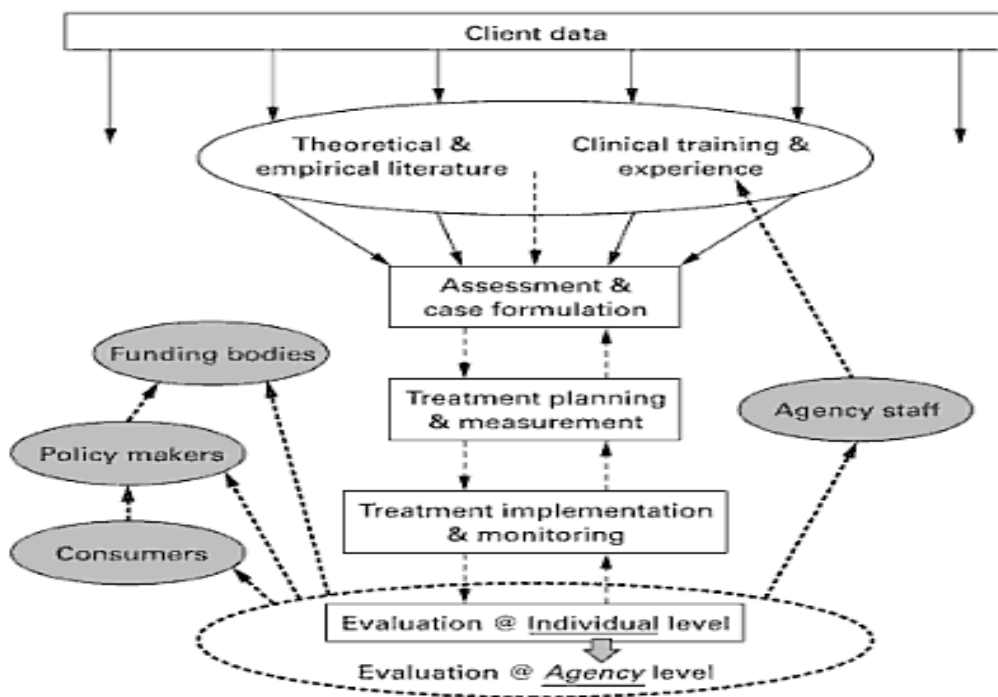 Client data
Theoretical &
empirical literature
Clinical training &
experience
Assessment &
case formulation
Funding bodies
Treatment planning
& measurement
Agency staff
Policy makers
Treatment implementation
& monitoring
Consumers
Evaluation @ Individual level
Evaluation @ Agency level